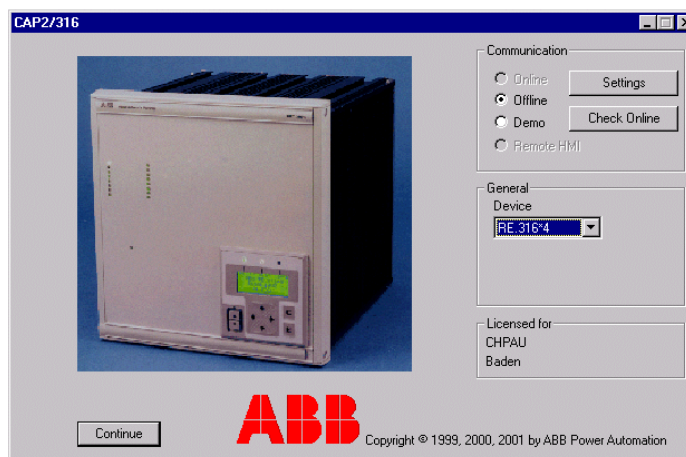 CAP2/316
Communication
Online
Settings
Offline
Demo
Check Online
Remote HMI
General
Device
RE.316*4
Licensed for
CHPAU
Baden
ABB
Continue
ABB
Copyright © 1999, 2000, 2001 by ABB Power Automation